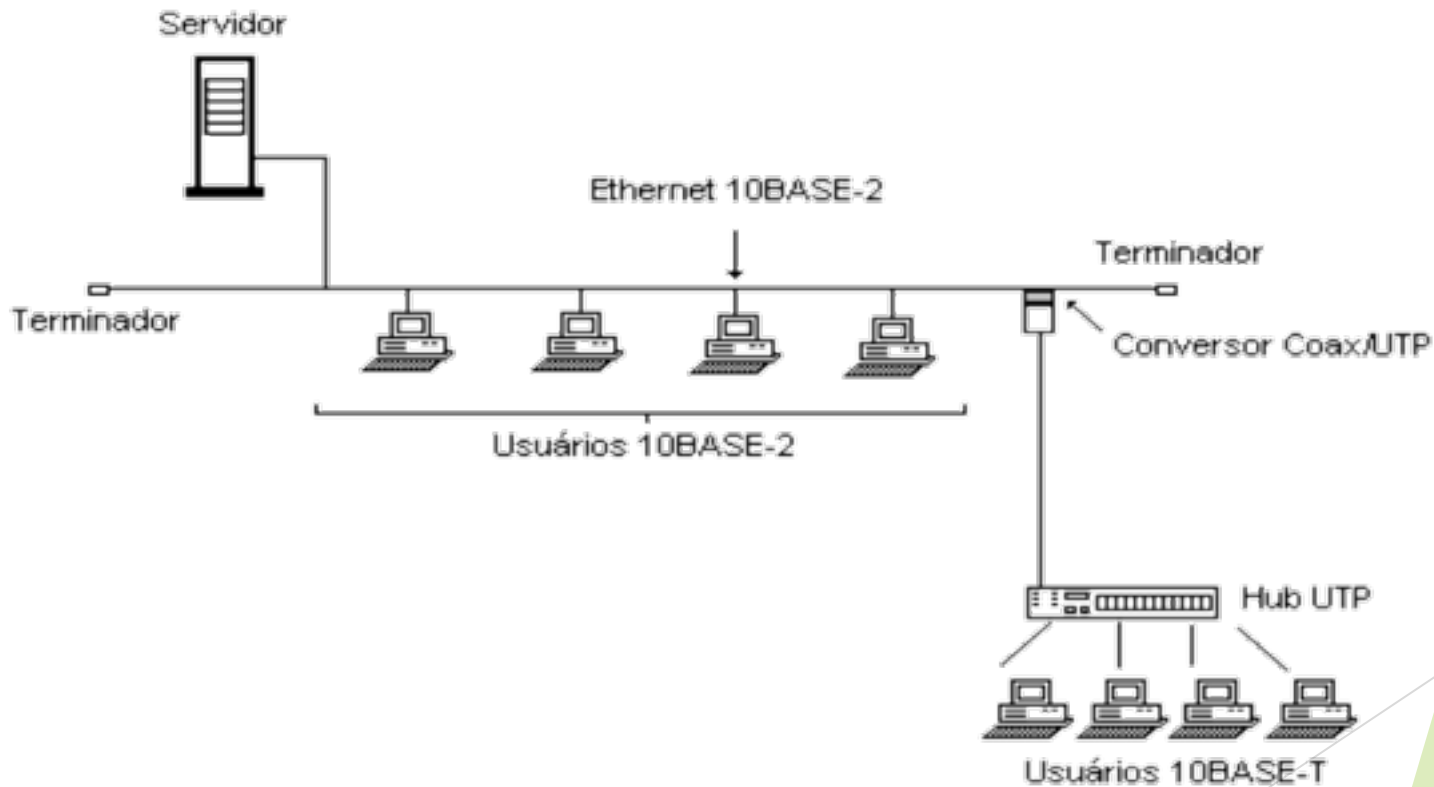 Servidor
Ethernet 10BASE-2
Terminador
Terminador
Conversor Coax/UTP
Usuários 10BASE-2
Hub UTP
Usuários 10BASE-T